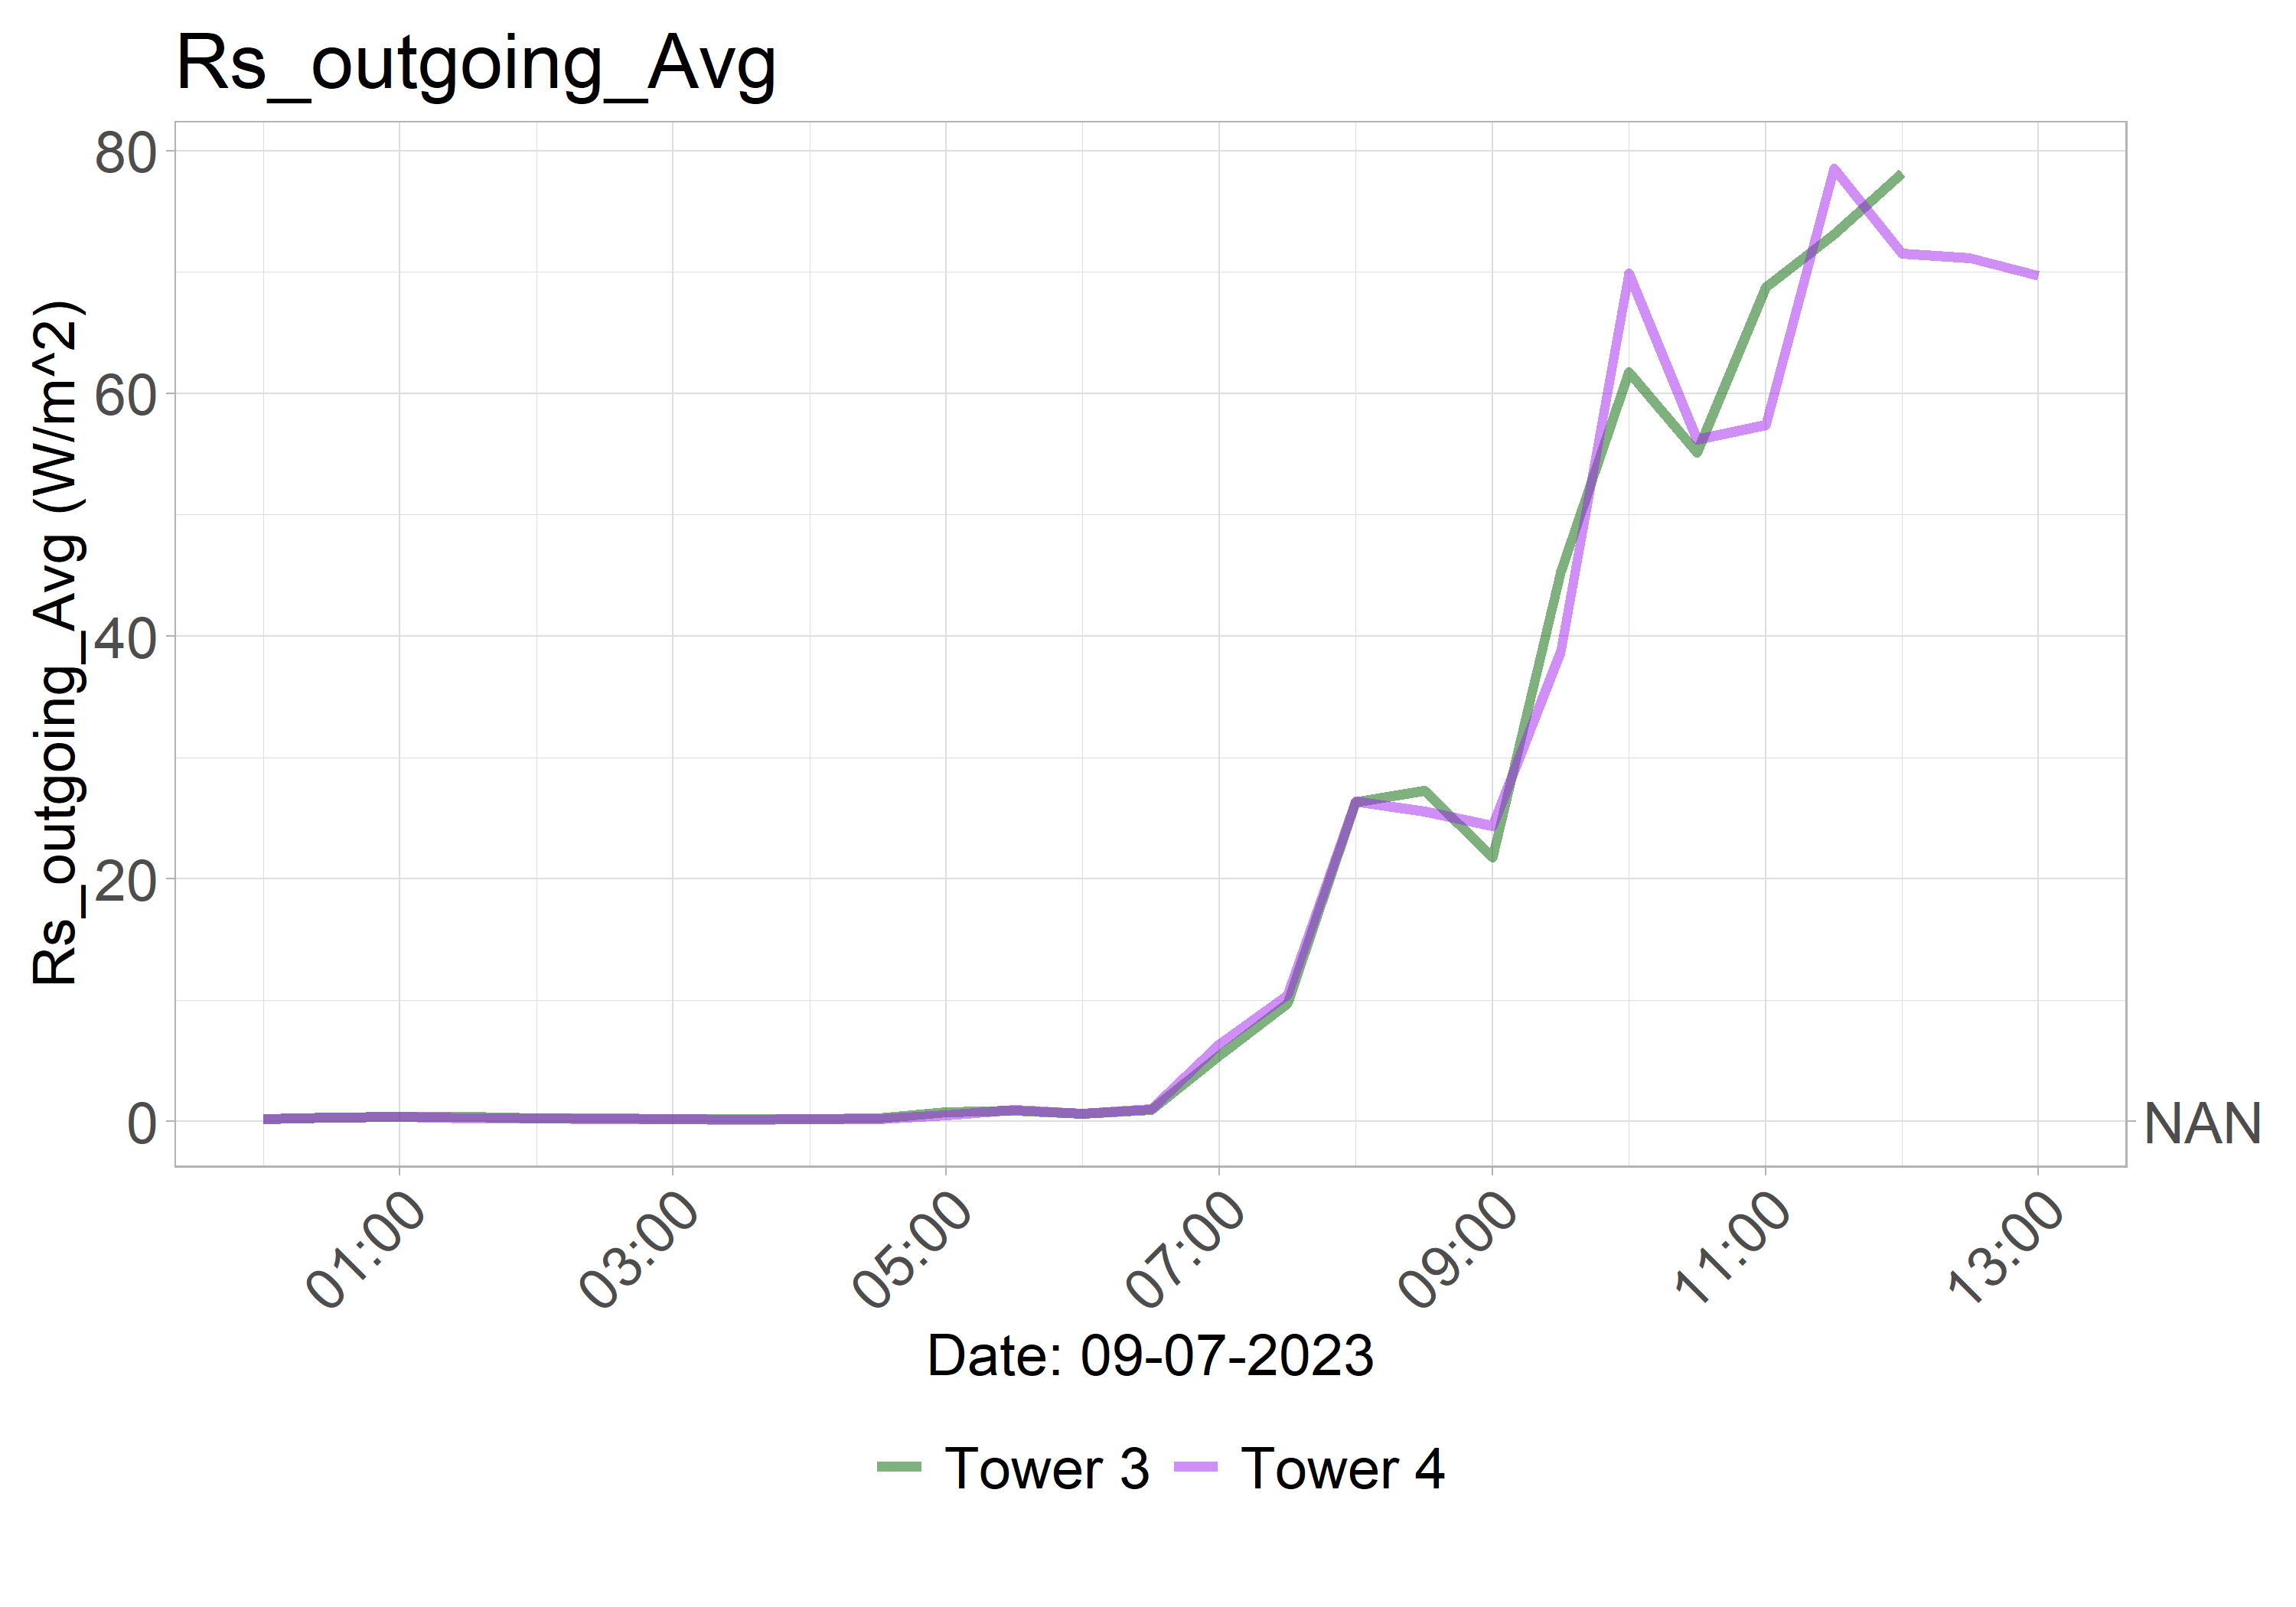 Rs_outgoing_Avg
Rs_outgoing_Avg (W/m^2)
80
60
40
20
0
NAN
01:00
03:00
05:00
07:00
09:00
11:00
13:00
Date: 09-07-2023
Tower 3
Tower 4